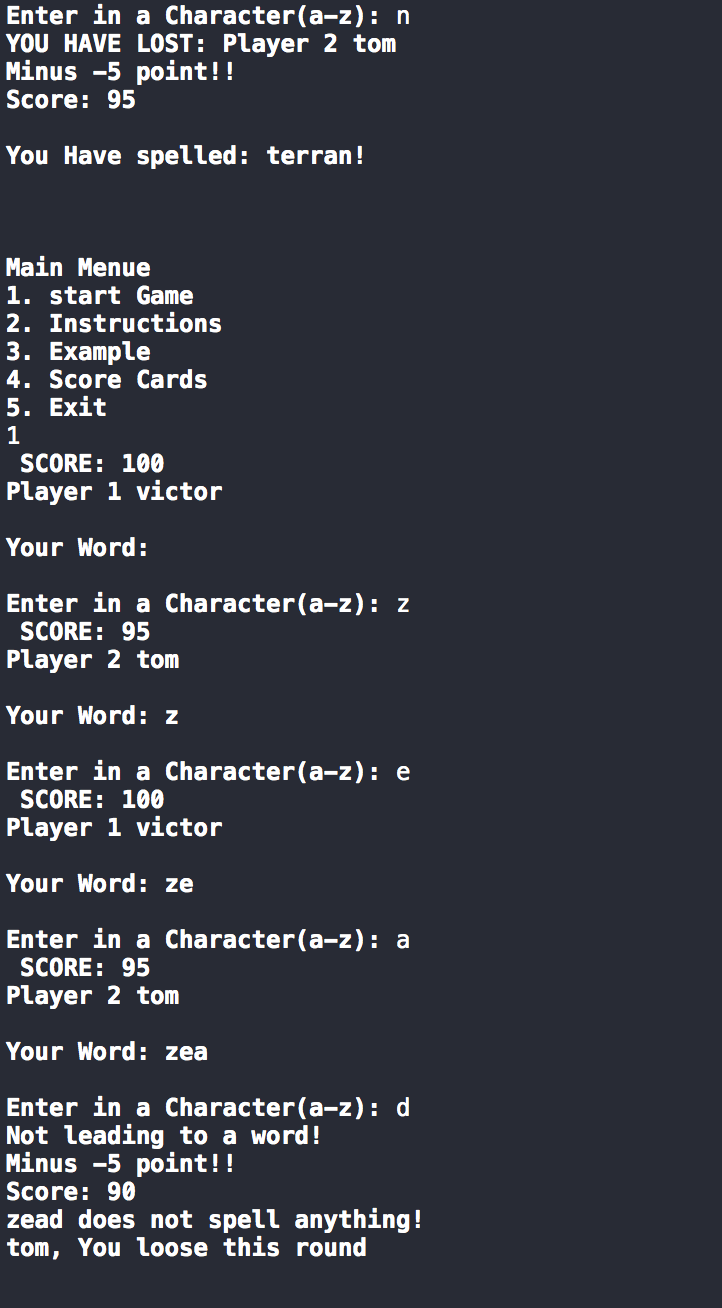 Enter in a Character(a-z): n
YOU HAVE LOST: Player 2 tom
Minus -5 point!!
Score: 95
You Have spelled: terran!
Main Menue
1. start Game
2. Instructions
3. Example
4. Score Cards
5. Exit
1
SCORE: 100
Player 1 victor
Your Word:
Enter in a Character(a-z): z
SCORE: 95
Player 2 tom
Your Word: z
Enter in a Character(a-z): e
SCORE: 100
Player 1 victor
Your Word: ze
Enter in a Character(a-z): a
SCORE: 95
Player 2 tom
Your Word: zea
Enter in a Character(a-z): d
Not leading to a word!
Minus -5 point!!
Score: 90
zead does not spell anything!
tom, You loose this round